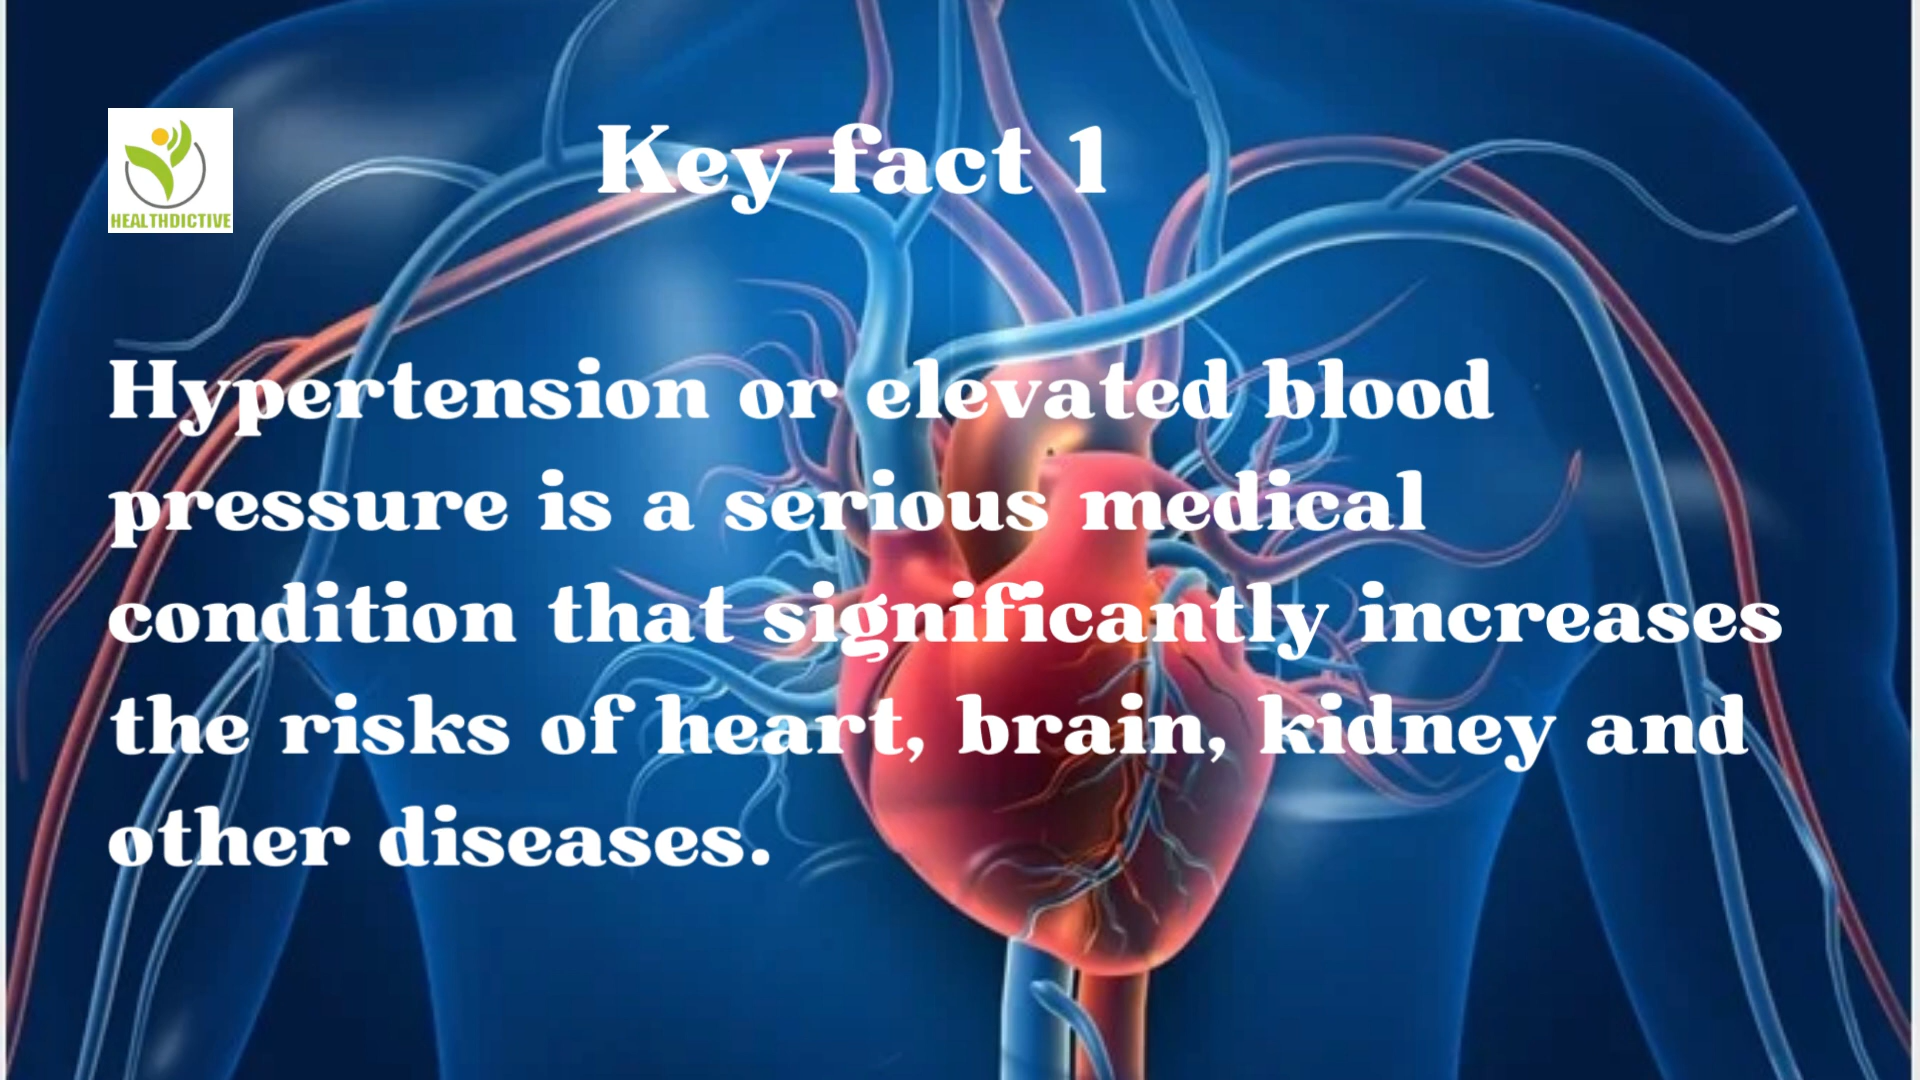 HEALTHDICTIVE
Key fact 1
Hypertension or elevated blood
pressure is a serious medical
condition that significantly increases
the risks of heart, brain, kidney and
other diseases.